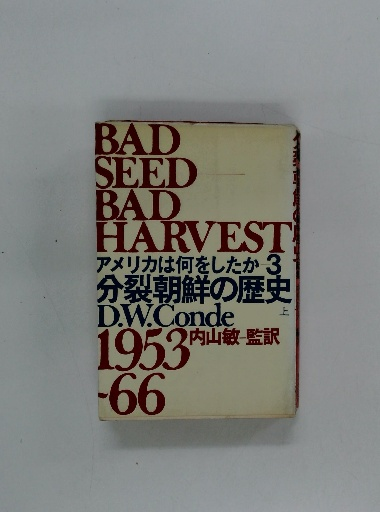 BAD
SEED
BAD
HARVEST
アメリカは何をしたか-3
分裂朝鮮の歴史
上
D.W.Conde
1953
内山敏-監訳
-66